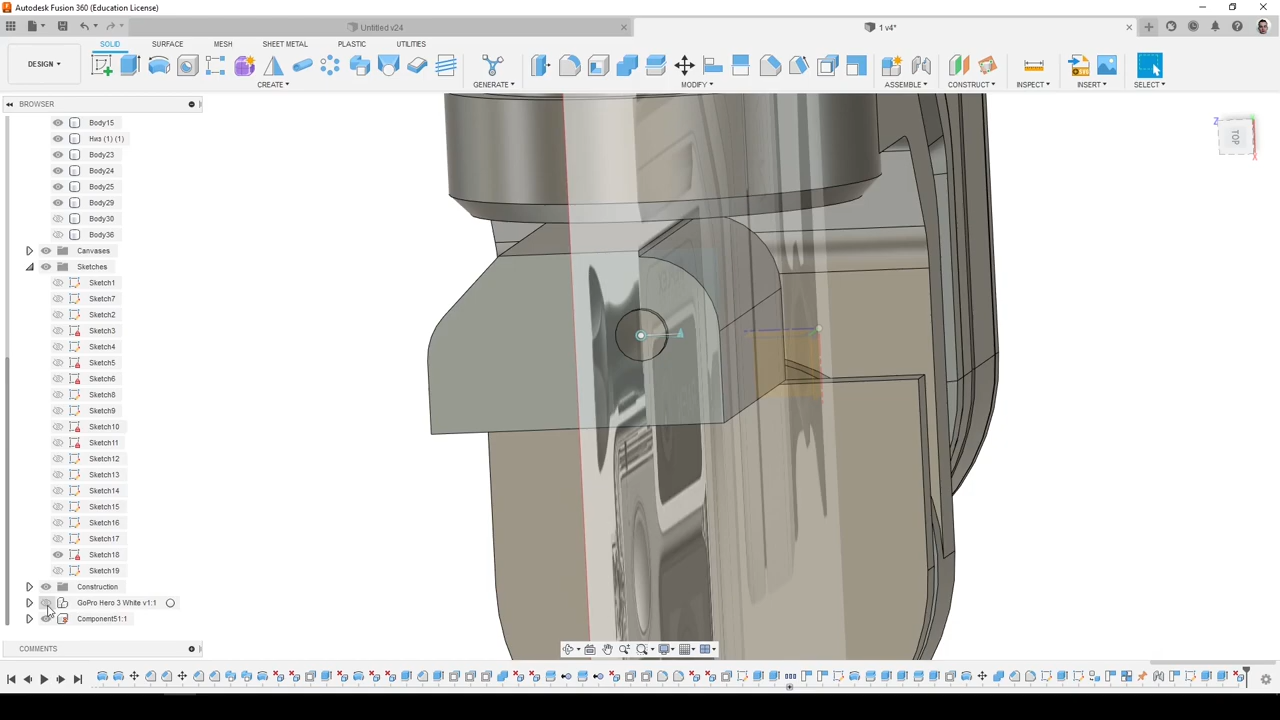 Autodesk Fusion 360 (Education License)
Untitled v24
1 v4*
DESIGN
SOLID
SURFACE
MESH
SHEET METAL
PLASTIC
UTILITIES
CREATE
GENERATE
MODIFY
ASSEMBLE
CONSTRUCT
INSPECT
INSERT
SELECT
BROWSER
Body15
Низ (1) (1)
Body23
Body24
Body25
Body29
Body30
Body36
Canvases
Sketches
Sketch1
Sketch7
Sketch2
Sketch3
Sketch4
Sketch5
Sketch6
Sketch8
Sketch9
Sketch10
Sketch11
Sketch12
Sketch13
Sketch14
Sketch15
Sketch16
Sketch17
Sketch18
Sketch19
Construction
GoPro Hero 3 White v1:1
Component51:1
COMMENTS
Z
TOP
X